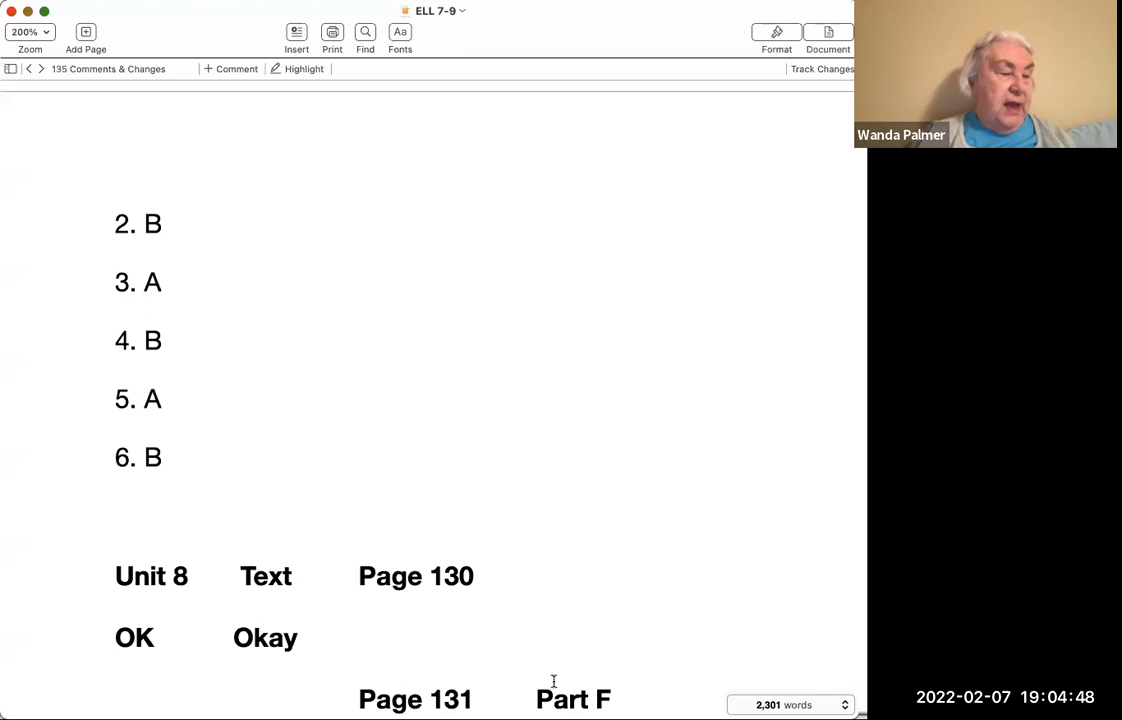 ELL 7-9
200%
Zoom
Add Page
Insert
Print
Find
Aa
Fonts
Format
Document
135 Comments & Changes
+ Comment
Highlight
Track Changes
Wanda Palmer
2. B
3. A
4. B
5. A
6. B
Unit 8 Text Page 130
OK Okay
Page 131 Part F
2,301 words
2022-02-07 19:04:48